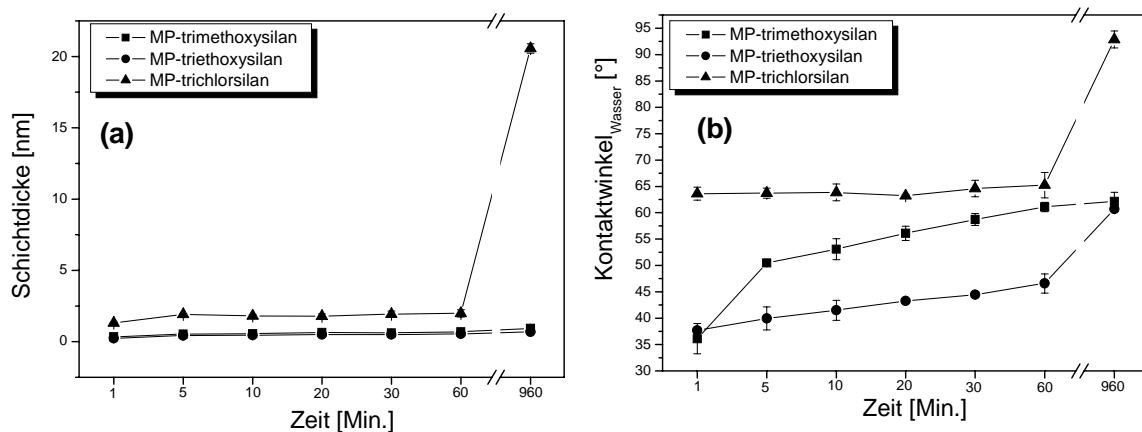 MP-trimethoxysilan
MP-triethoxysilan
MP-trichlorsilan
(a)
Schichtdicke [nm]
20
15
10
5
0
1 5 10 20 30 60 960
Zeit [Min.]
MP-trimethoxysilan
MP-triethoxysilan
MP-trichlorsilan
(b)
Kontaktwinkel Wasser [°]
95
90
85
80
75
70
65
60
55
50
45
40
35
30
1 5 10 20 30 60 960
Zeit [Min.]